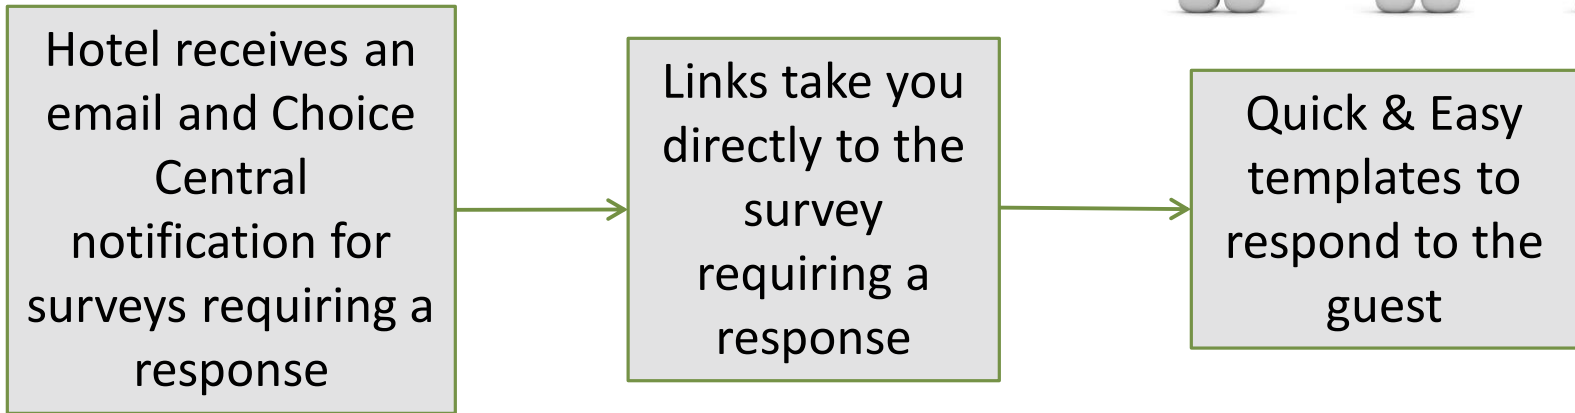 Hotel receives an
email and Choice
Central
notification for
surveys requiring a
response
Links take you
directly to the
survey
requiring a
response
Quick & Easy
templates to
respond to the
guest